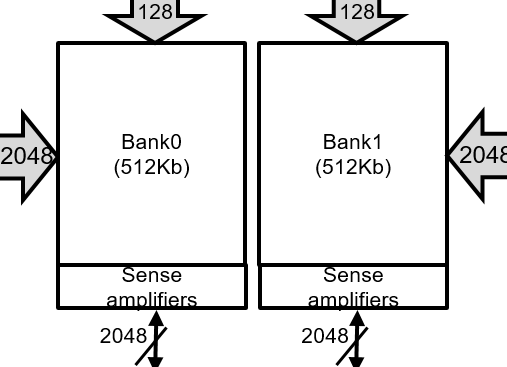 128
128
Bank0
(512Kb)
Bank1
(512Kb)
2048
2048
Sense
amplifiers
Sense
amplifiers
2048
2048